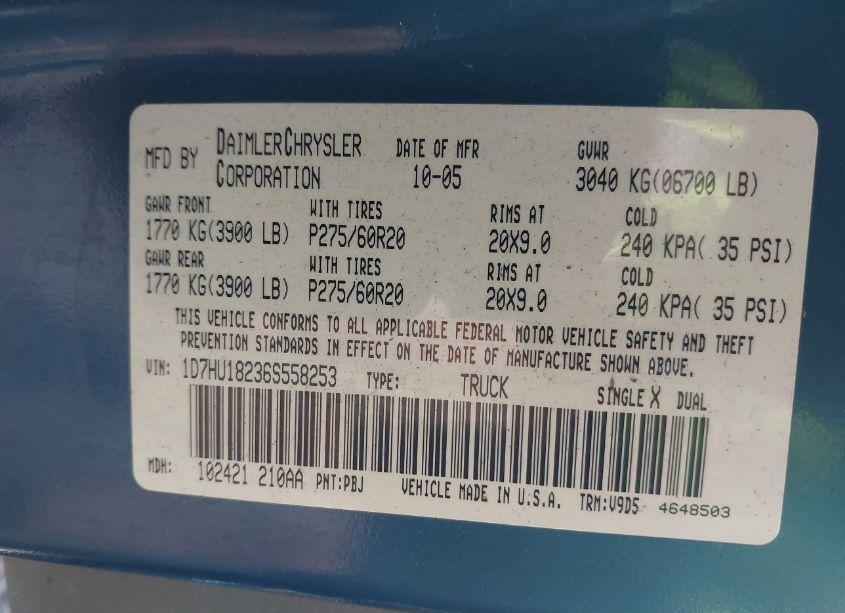 MFD BY DAIMLERCHRYSLER CORPORATION DATE OF MFR 10-05 GVWR 3040 KG(06700 LB)
GAWR FRONT WITH TIRES RIMS AT COLD
1770 KG(3900 LB) P275/60R20 20X9.0 240 KPA( 35 PSI)
GAWR REAR WITH TIRES RIMS AT COLD
1770 KG(3900 LB) P275/60R20 20X9.0 240 KPA( 35 PSI)
THIS VEHICLE CONFORMS TO ALL APPLICABLE FEDERAL MOTOR VEHICLE SAFETY AND THEFT
PREVENTION STANDARDS IN EFFECT ON THE DATE OF MANUFACTURE SHOWN ABOVE.
VIN: 1D7HU18236S558253 TYPE: TRUCK SINGLE X DUAL
MDH: 102421 210AA PNT:PBJ VEHICLE MADE IN U.S.A. TRM:V9D5 4648503